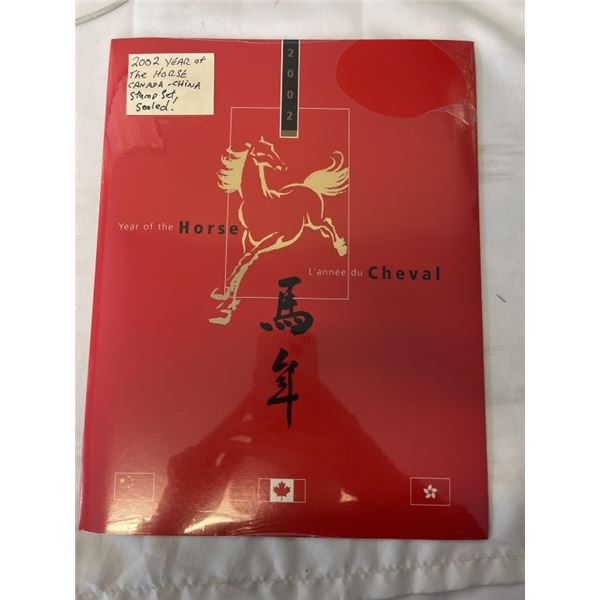 2002 YEAR of
The HORSE
CANADA-CHINA
Stamp Set,
Sealed!
2002
Year of the Horse
L'année du Cheval
馬
年